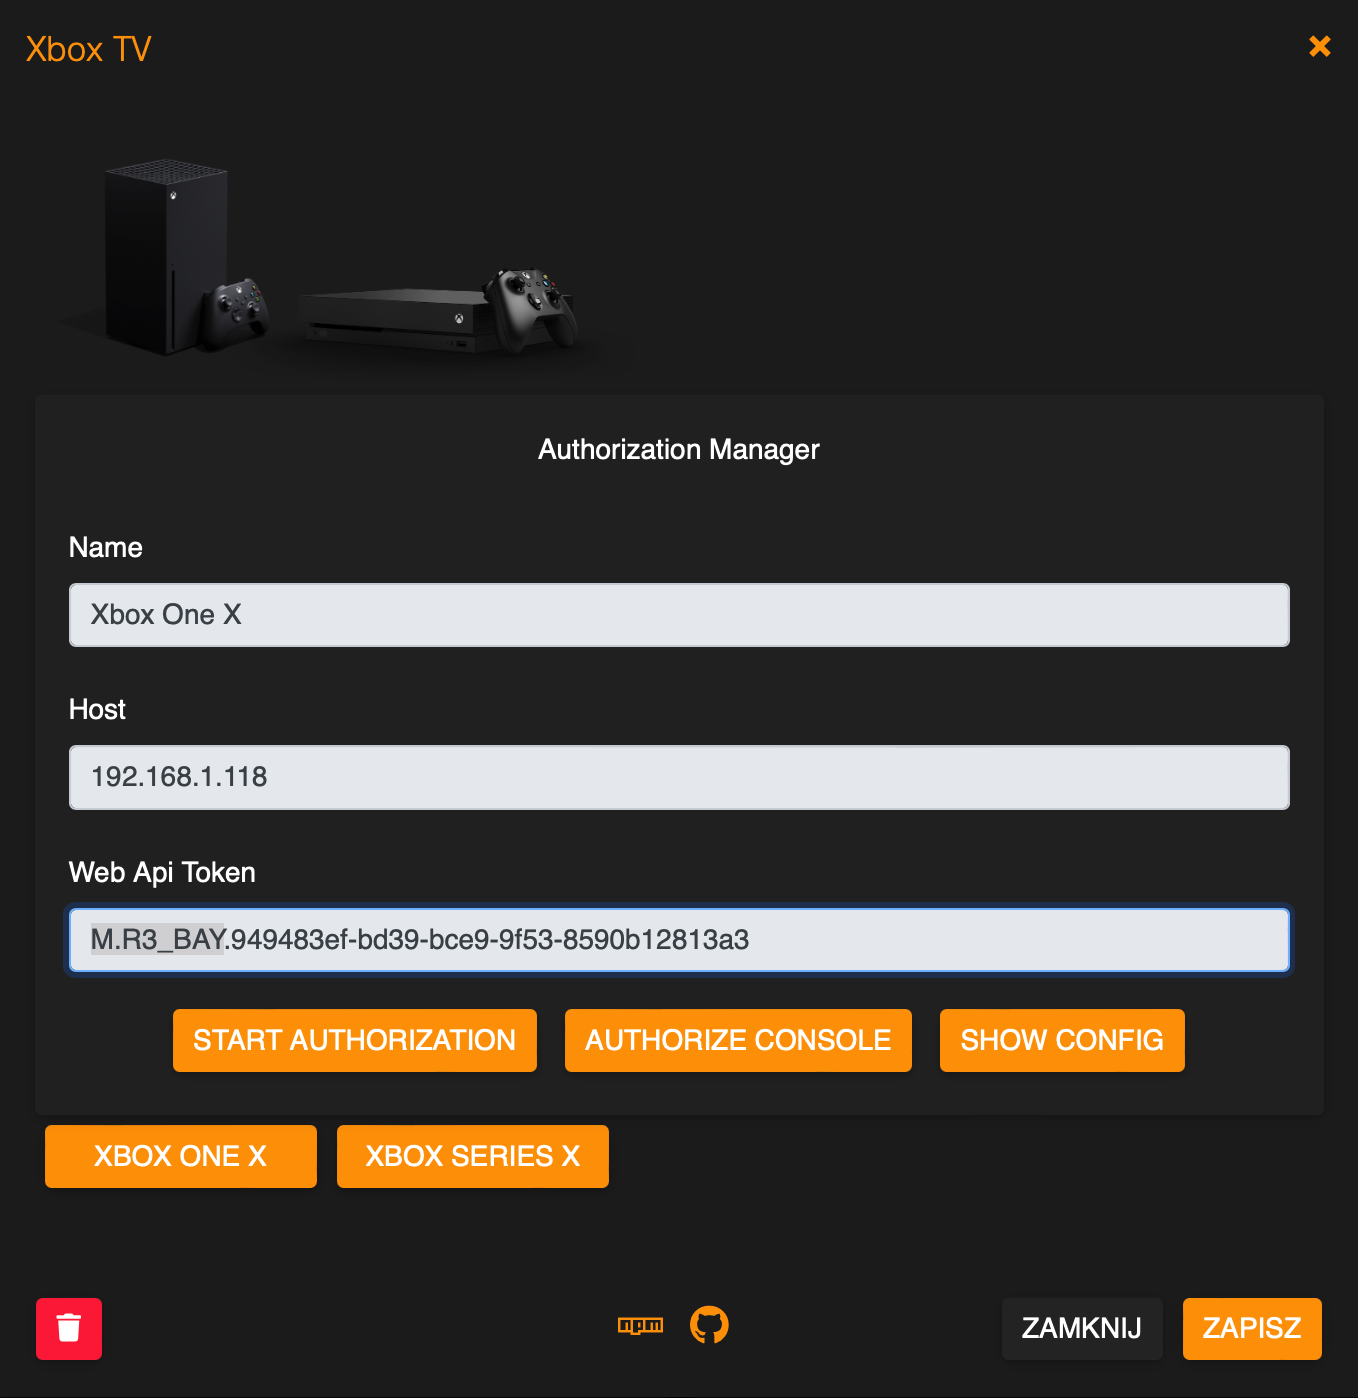 Xbox TV
Authorization Manager
Name
Xbox One X
Host
192.168.1.118
Web Api Token
M.R3_BAY.949483ef-bd39-bce9-9f53-8590b12813a3
START AUTHORIZATION AUTHORIZE CONSOLE SHOW CONFIG
XBOX ONE X XBOX SERIES X
npm ZAMKNIJ ZAPISZ